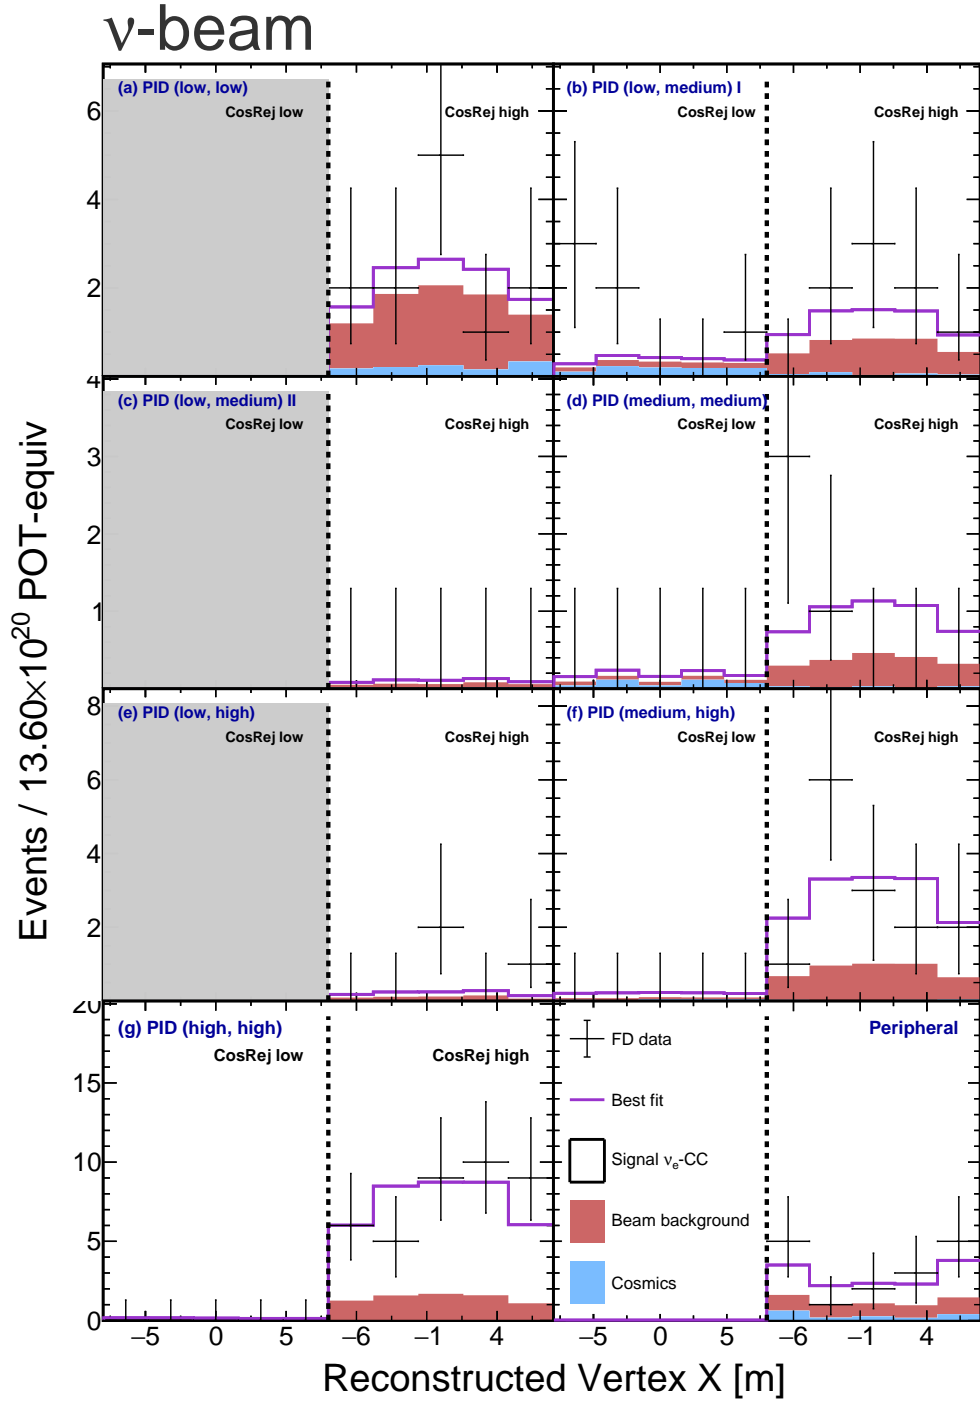 ν-beam
(a) PID (low, low)
CosRej low
CosRej high
(b) PID (low, medium) I
CosRej low
CosRej high
6
4
2
(c) PID (low, medium) II
CosRej low
CosRej high
(d) PID (medium, medium)
CosRej low
CosRej high
4
3
2
1
(e) PID (low, high)
CosRej low
CosRej high
(f) PID (medium, high)
CosRej low
CosRej high
8
6
4
2
(g) PID (high, high)
CosRej low
CosRej high
Peripheral
20
15
10
5
0
FD data
Best fit
Signal νₑ-CC
Beam background
Cosmics
−5 0 5 −6 −1 4 −5 0 5 −6 −1 4
Reconstructed Vertex X [m]
Events / 13.60×10²⁰ POT-equiv